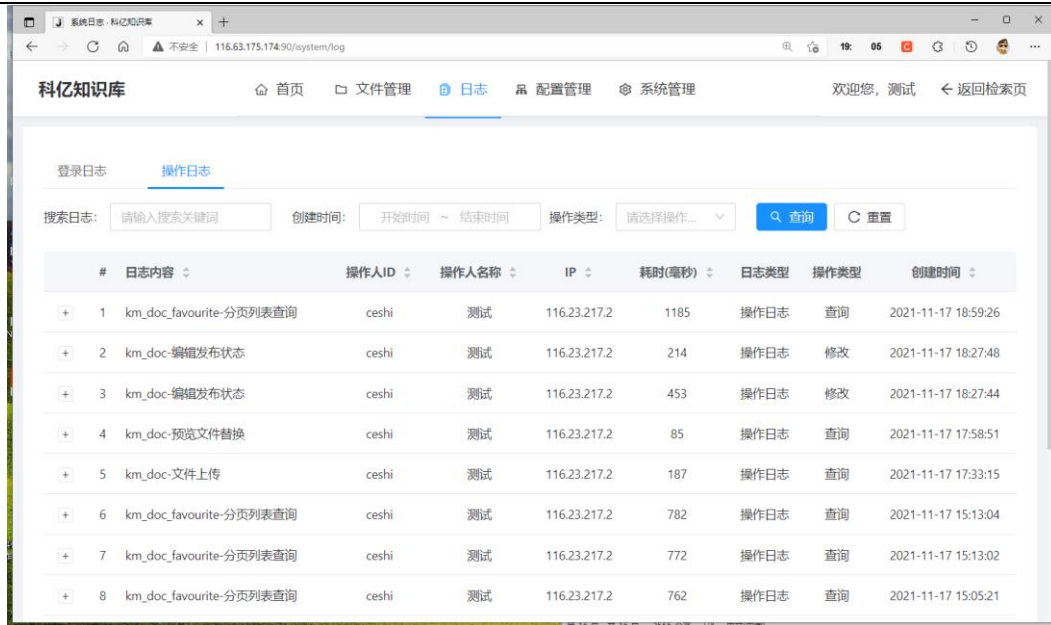 系统日志 · 科亿知识库
不安全 | 116.63.175.174:90/isystem/log
19: 05
科亿知识库 首页 文件管理 日志 配置管理 系统管理 欢迎您，测试 返回检索页
登录日志 操作日志
搜索日志: 请输入搜索关键词 创建时间: 开始时间 ~ 结束时间 操作类型: 请选择操作... 查询 重置
# 日志内容 操作人ID 操作人名称 IP 耗时(毫秒) 日志类型 操作类型 创建时间
1 km_doc_favourite-分页列表查询 ceshi 测试 116.23.217.2 1185 操作日志 查询 2021-11-17 18:59:26
2 km_doc-编辑发布状态 ceshi 测试 116.23.217.2 214 操作日志 修改 2021-11-17 18:27:48
3 km_doc-编辑发布状态 ceshi 测试 116.23.217.2 453 操作日志 修改 2021-11-17 18:27:44
4 km_doc-预览文件替换 ceshi 测试 116.23.217.2 85 操作日志 查询 2021-11-17 17:58:51
5 km_doc-文件上传 ceshi 测试 116.23.217.2 187 操作日志 查询 2021-11-17 17:33:15
6 km_doc_favourite-分页列表查询 ceshi 测试 116.23.217.2 782 操作日志 查询 2021-11-17 15:13:04
7 km_doc_favourite-分页列表查询 ceshi 测试 116.23.217.2 772 操作日志 查询 2021-11-17 15:13:02
8 km_doc_favourite-分页列表查询 ceshi 测试 116.23.217.2 762 操作日志 查询 2021-11-17 15:05:21